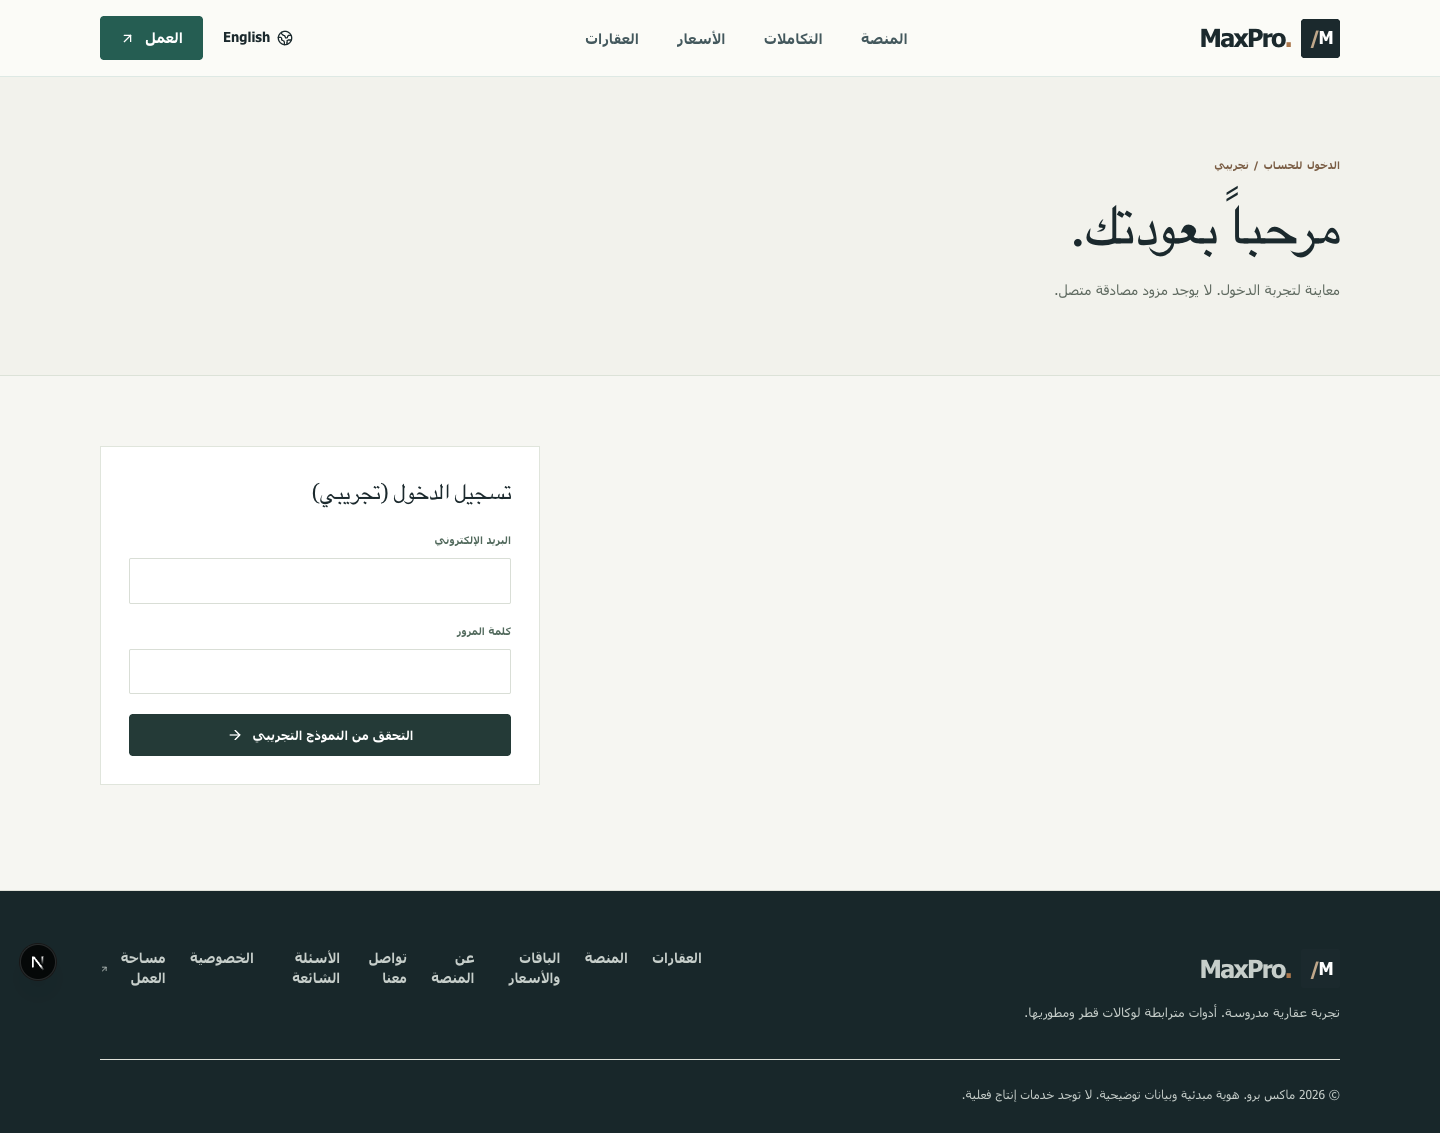 M/ MaxPro.
المنصة
التكاملات
الأسعار
العقارات
English
العمل
الدخول للحساب / تجريبي
مرحباً بعودتك.
معاينة لتجربة الدخول. لا يوجد مزود مصادقة متصل.
تسجيل الدخول (تجريبي)
البريد الإلكتروني
كلمة المرور
التحقق من النموذج التجريبي
M/ MaxPro.
تجربة عقارية مدروسة. أدوات مترابطة لوكالات قطر ومطوريها.
العقارات
المنصة
الباقات
والأسعار
عن
المنصة
تواصل
معنا
الأسئلة
الشائعة
الخصوصية
مساحة
العمل
N
© 2026 ماكس برو. هوية مبدئية وبيانات توضيحية. لا توجد خدمات إنتاج فعلية.